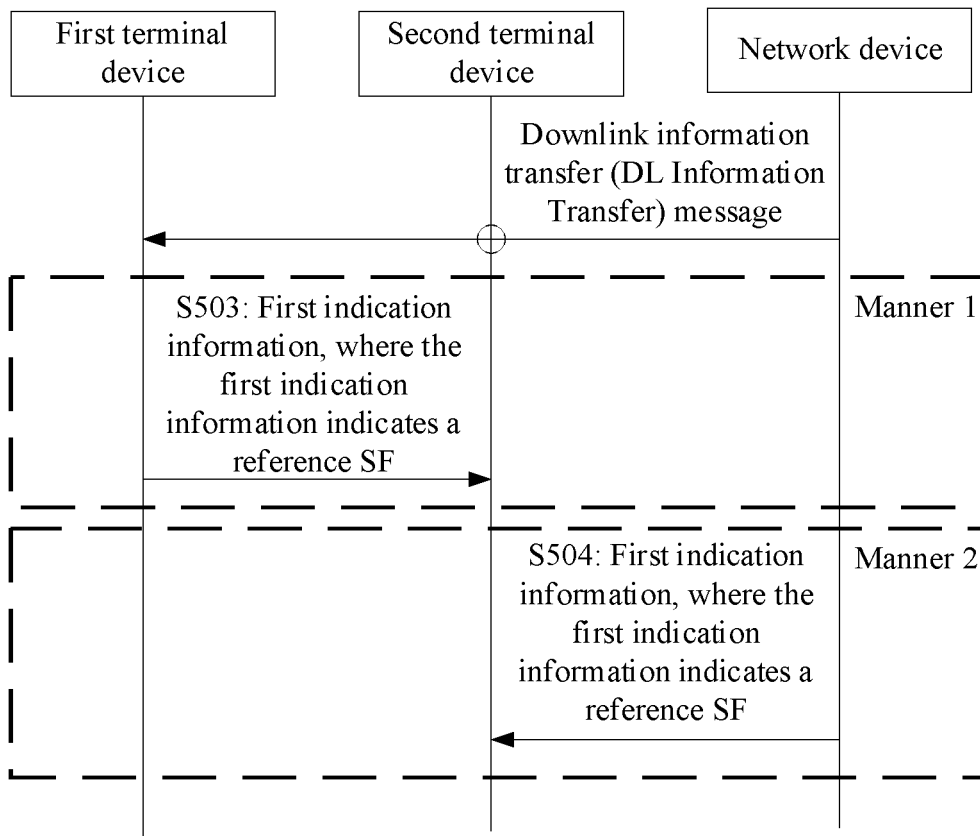 First terminal
device
Second terminal
device
Network device
Downlink information
transfer (DL Information
Transfer) message
Manner 1
S503: First indication
information, where the
first indication
information indicates a
reference SF
Manner 2
S504: First indication
information, where the
first indication
information indicates a
reference SF